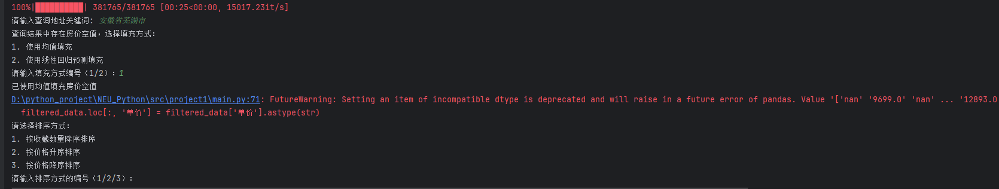 100%|██████████| 381765/381765 [00:25<00:00, 15017.23it/s]
请输入查询地址关键词: 安徽省芜湖市
查询结果中存在房价空值，选择填充方式：
1. 使用均值填充
2. 使用线性回归预测填充
请输入填充方式编号（1/2）：1
已使用均值填充房价空值
D:\python_project\NEU_Python\src\project1\main.py:71: FutureWarning: Setting an item of incompatible dtype is deprecated and will raise in a future error of pandas. Value '['nan' '9699.0' 'nan' ... '12893.0
filtered_data.loc[:, '单价'] = filtered_data['单价'].astype(str)
请选择排序方式：
1. 按收藏数量降序排序
2. 按价格升序排序
3. 按价格降序排序
请输入排序方式的编号（1/2/3）：